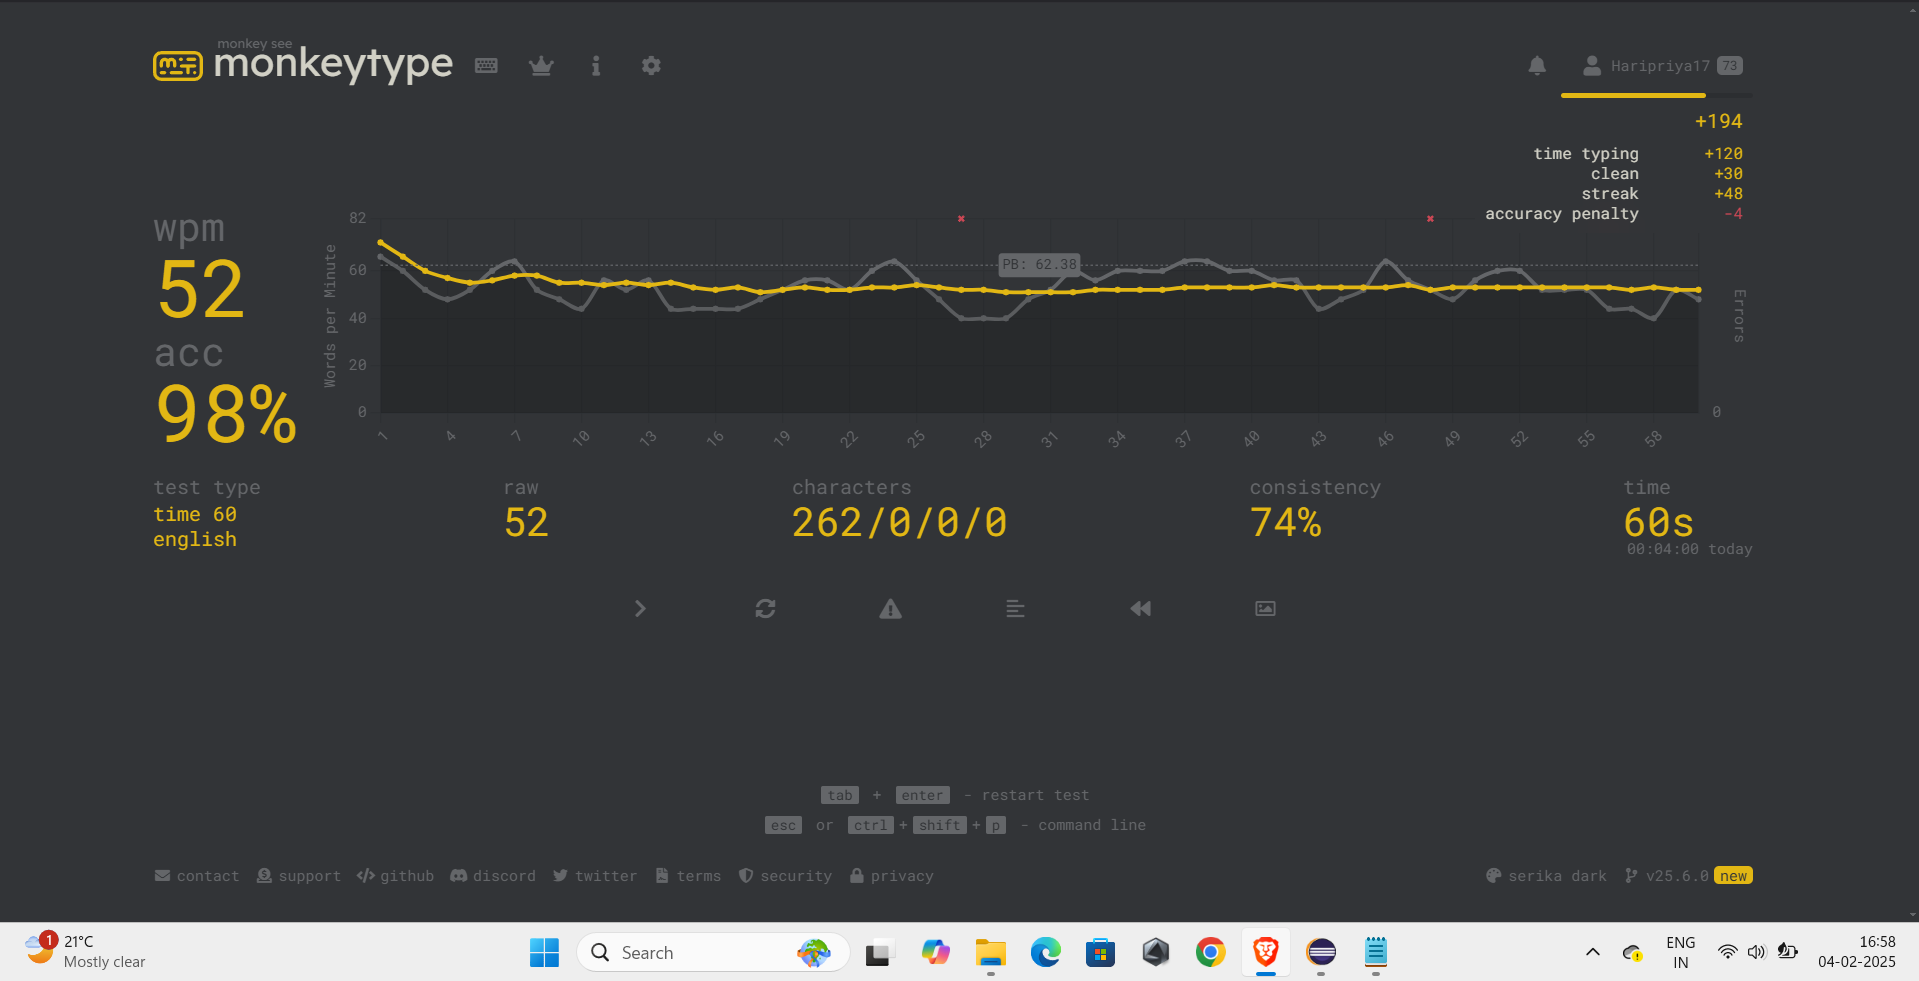 monkey see
monkeytype
Haripriya17 73
+194
time typing +120
clean +30
streak +48
accuracy penalty -4
wpm
52
acc
98%
Words per Minute
82
60
40
20
0
PB: 62.38
Errors
0
1 4 7 10 13 16 19 22 25 28 31 34 37 40 43 46 49 52 55 58
test type
time 60
english
raw
52
characters
262/0/0/0
consistency
74%
time
60s
00:04:00 today
tab + enter - restart test
esc or ctrl + shift + p - command line
contact support github discord twitter terms security privacy
serika dark v25.6.0 new
1
21°C
Mostly clear
Search
ENG
IN
16:58
04-02-2025